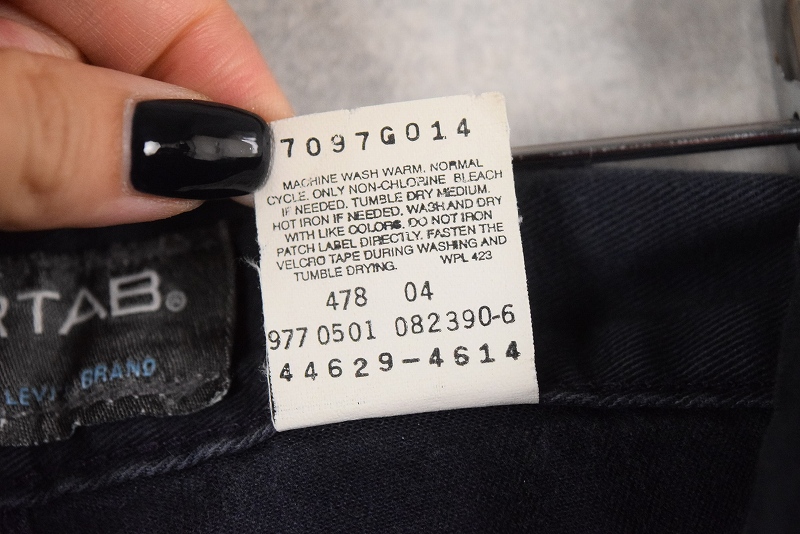 7097G014
MACHINE WASH WARM, NORMAL
CYCLE. ONLY NON-CHLORINE BLEACH
IF NEEDED. TUMBLE DRY MEDIUM.
HOT IRON IF NEEDED. WASH AND DRY
WITH LIKE COLORS. DO NOT IRON
PATCH LABEL DIRECTLY. FASTEN THE
VELCRO TAPE DURING WASHING AND
TUMBLE DRYING. WPL 423
478 04
977 0501 082390-6
44629-4614
RTAB®
LEVI BRAND